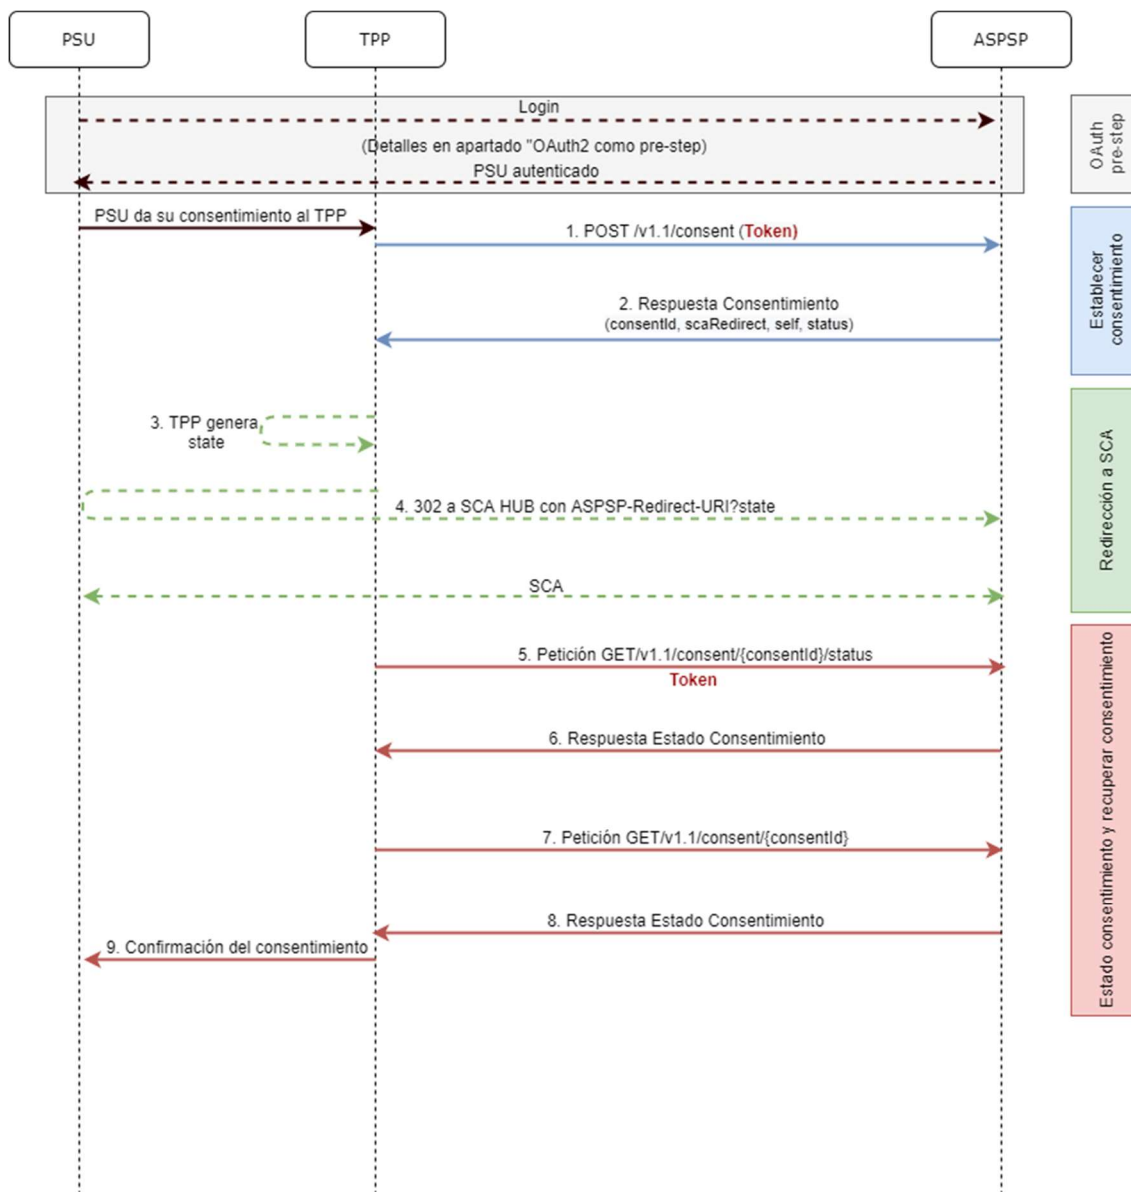 PSU
TPP
ASPSP
Login
(Detalles en apartado "OAuth2 como pre-step)
PSU autenticado
OAuth
pre-step
PSU da su consentimiento al TPP
1. POST /v1.1/consent (Token)
2. Respuesta Consentimiento
(consentId, scaRedirect, self, status)
Establecer
consentimiento
3. TPP genera
state
4. 302 a SCA HUB con ASPSP-Redirect-URI?state
SCA
Redirección a SCA
5. Petición GET/v1.1/consent/{consentId}/status
Token
6. Respuesta Estado Consentimiento
7. Petición GET/v1.1/consent/{consentId}
8. Respuesta Estado Consentimiento
9. Confirmación del consentimiento
Estado consentimiento y recuperar consentimiento